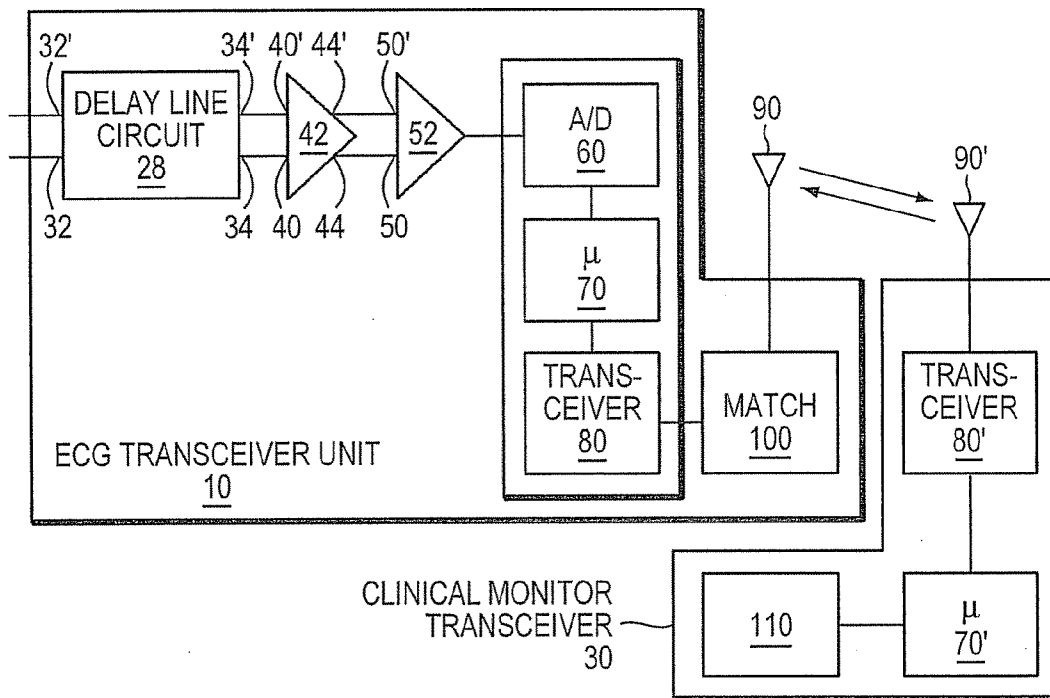 32' 34' 40' 44' 50'
DELAY LINE
CIRCUIT
28
42
52
32 34 40 44 50
A/D
60
μ
70
TRANS-
CEIVER
80
MATCH
100
90
90'
TRANS-
CEIVER
80'
ECG TRANSCEIVER UNIT
10
CLINICAL MONITOR
TRANSCEIVER
30
110
μ
70'